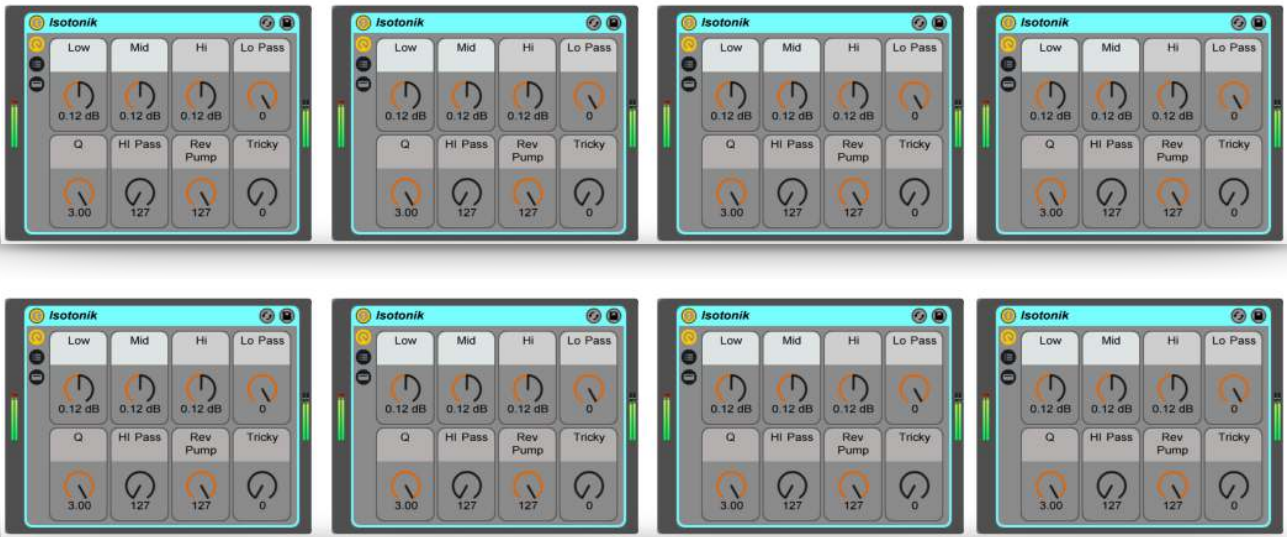 Isotonik Isotonik Isotonik Isotonik
Low Mid Hi Lo Pass Low Mid Hi Lo Pass Low Mid Hi Lo Pass Low Mid Hi Lo Pass
0.12 dB 0.12 dB 0.12 dB 0 0.12 dB 0.12 dB 0.12 dB 0 0.12 dB 0.12 dB 0.12 dB 0 0.12 dB 0.12 dB 0.12 dB 0
Q HI Pass Rev Tricky Q HI Pass Rev Tricky Q HI Pass Rev Tricky Q HI Pass Rev Tricky
Pump Pump Pump Pump
3.00 127 127 0 3.00 127 127 0 3.00 127 127 0 3.00 127 127 0
Isotonik Isotonik Isotonik Isotonik
Low Mid Hi Lo Pass Low Mid Hi Lo Pass Low Mid Hi Lo Pass Low Mid Hi Lo Pass
0.12 dB 0.12 dB 0.12 dB 0 0.12 dB 0.12 dB 0.12 dB 0 0.12 dB 0.12 dB 0.12 dB 0 0.12 dB 0.12 dB 0.12 dB 0
Q HI Pass Rev Tricky Q HI Pass Rev Tricky Q HI Pass Rev Tricky Q HI Pass Rev Tricky
Pump Pump Pump Pump
3.00 127 127 0 3.00 127 127 0 3.00 127 127 0 3.00 127 127 0